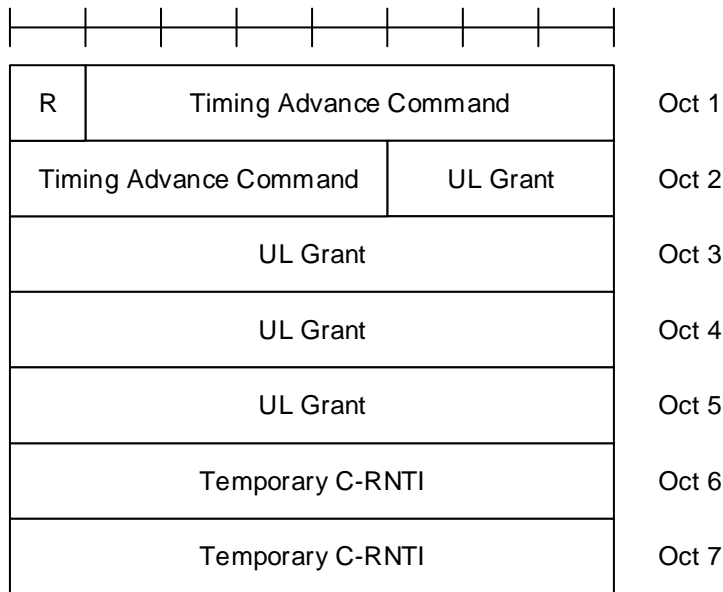 R Timing Advance Command Oct 1
Timing Advance Command UL Grant Oct 2
UL Grant Oct 3
UL Grant Oct 4
UL Grant Oct 5
Temporary C-RNTI Oct 6
Temporary C-RNTI Oct 7